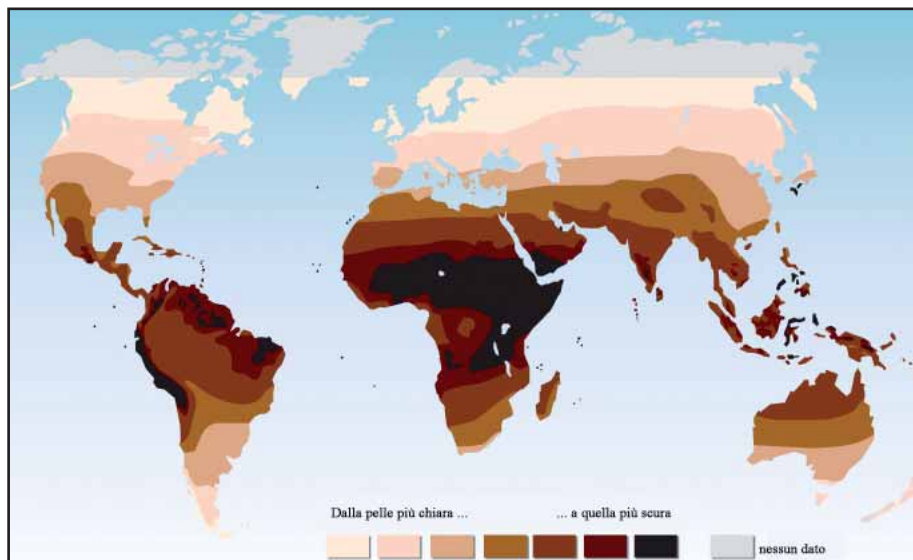 Dalla pelle più chiara ... ... a quella più scura
nessun dato